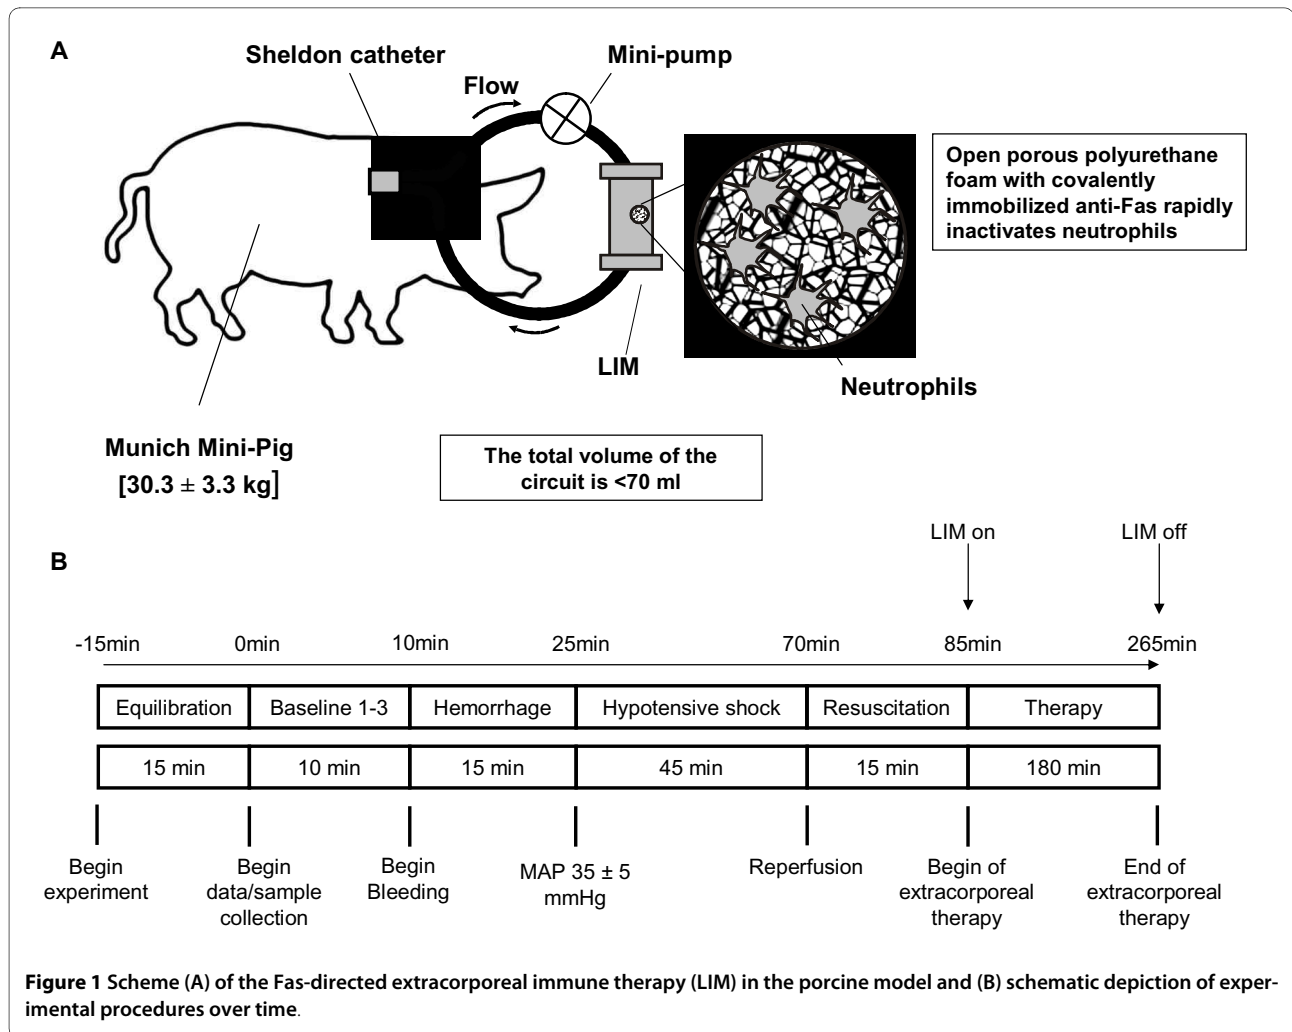 A
Sheldon catheter
Mini-pump
Flow
Open porous polyurethane
foam with covalently
immobilized anti-Fas rapidly
inactivates neutrophils
LIM
Neutrophils
Munich Mini-Pig
[30.3 ± 3.3 kg]
The total volume of the
circuit is <70 ml
B
LIM on
LIM off
-15min 0min 10min 25min 70min 85min 265min
Equilibration Baseline 1-3 Hemorrhage Hypotensive shock Resuscitation Therapy
15 min 10 min 15 min 45 min 15 min 180 min
Begin
experiment
Begin
data/sample
collection
Begin
Bleeding
MAP 35 ± 5
mmHg
Reperfusion
Begin of
extracorporeal
therapy
End of
extracorporeal
therapy
Figure 1 Scheme (A) of the Fas-directed extracorporeal immune therapy (LIM) in the porcine model and (B) schematic depiction of exper-
imental procedures over time.